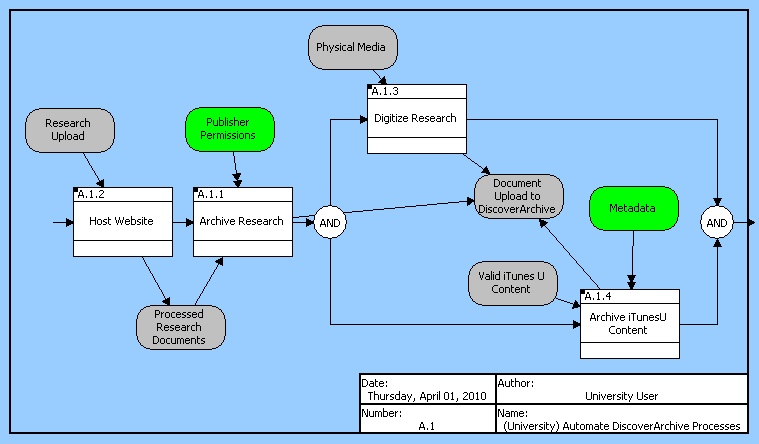 Physical Media
A.1.3
Digitize Research
Research
Upload
Publisher
Permissions
A.1.2
Host Website
A.1.1
Archive Research
AND
Document
Upload to
DiscoverArchive
Metadata
AND
Valid iTunes U
Content
A.1.4
Archive iTunesU
Content
Processed
Research
Documents
Date:
Thursday, April 01, 2010
Author:
University User
Number:
A.1
Name:
(University) Automate DiscoverArchive Processes